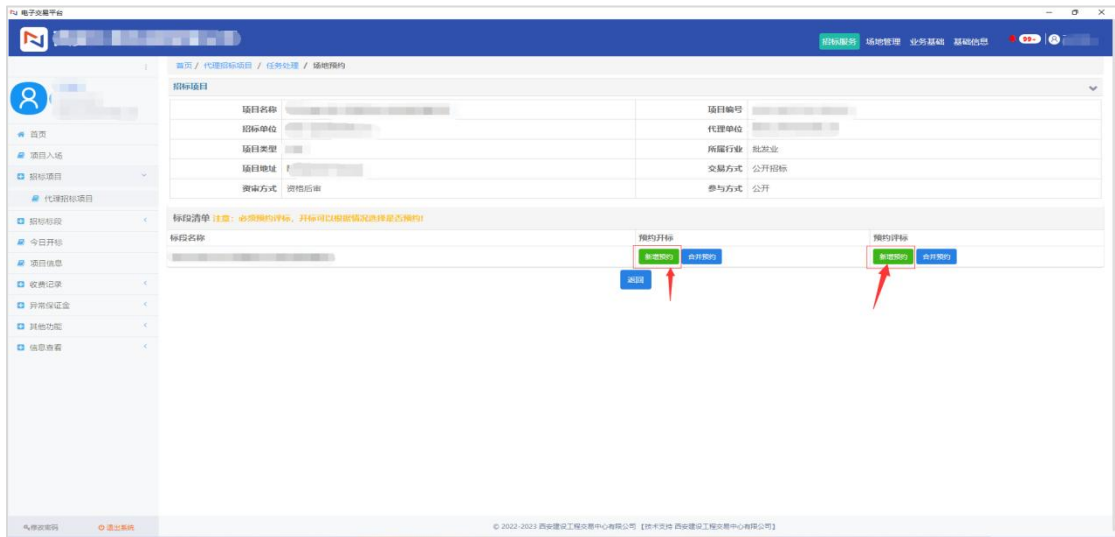 电子交易平台
招标服务 场地管理 业务基础 基础信息 99+
首页 / 代理招标项目 / 任务处理 / 场地预约
招标项目
项目名称 项目编号
招标单位 代理单位
项目类型 所属行业 批发业
项目地址 交易方式 公开招标
资审方式 资格后审 参与方式 公开
首页
项目入场
招标项目
代理招标项目
招标标段
今日开标
项目信息
收费记录
异常保证金
其他功能
信息查看
标段清单 注意：必须预约评标，开标可以根据情况选择是否预约!
标段名称 预约开标 预约评标
新增预约 合并预约 新增预约 合并预约
返回
修改密码 退出系统
© 2022-2023 西安建设工程交易中心有限公司 【技术支持 西安建设工程交易中心有限公司】